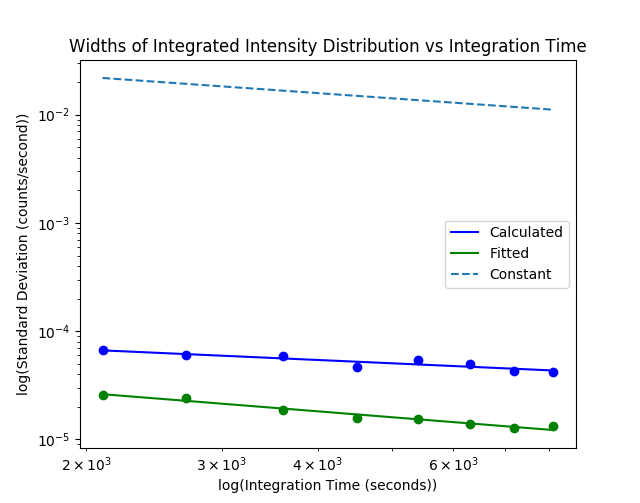 Widths of Integrated Intensity Distribution vs Integration Time
log(Standard Deviation (counts/second))
10⁻²
10⁻³
10⁻⁴
10⁻⁵
Calculated
Fitted
Constant
2 × 10³ 3 × 10³ 4 × 10³ 6 × 10³
log(Integration Time (seconds))